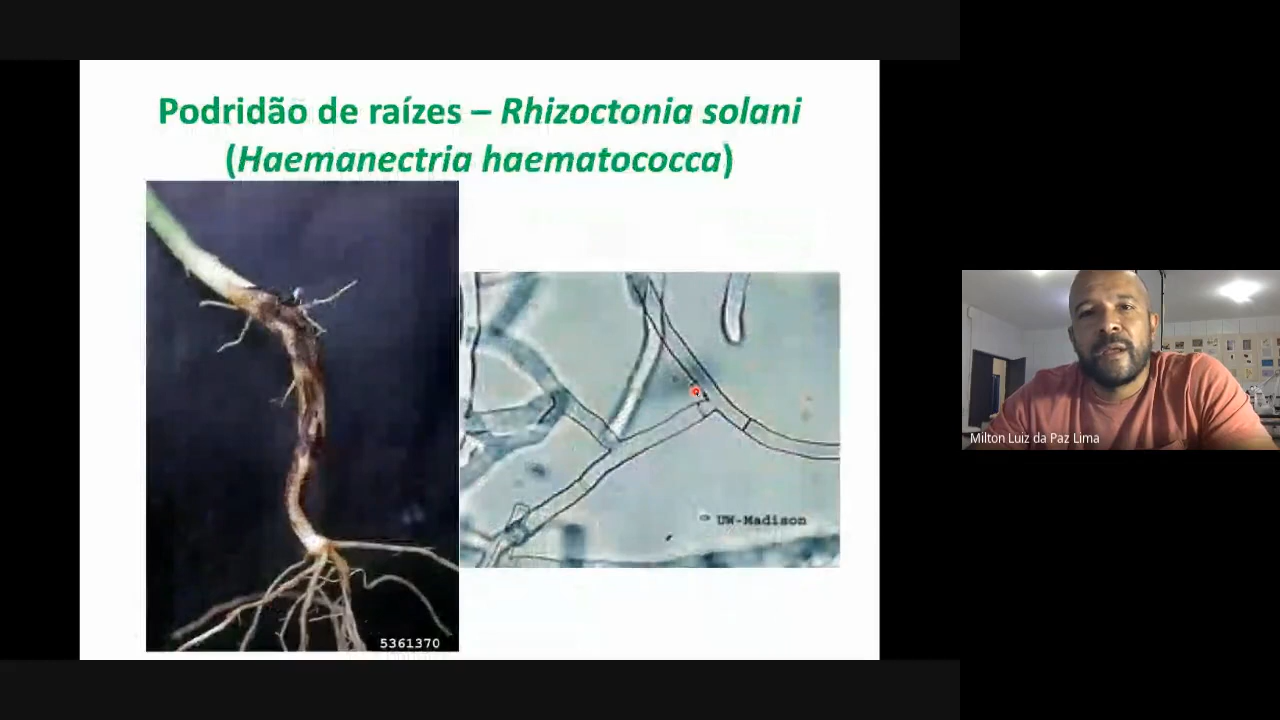 Podridão de raízes – Rhizoctonia solani
(Haemanectria haematococca)
UW-Madison
5361370
Milton Luiz da Paz Lima